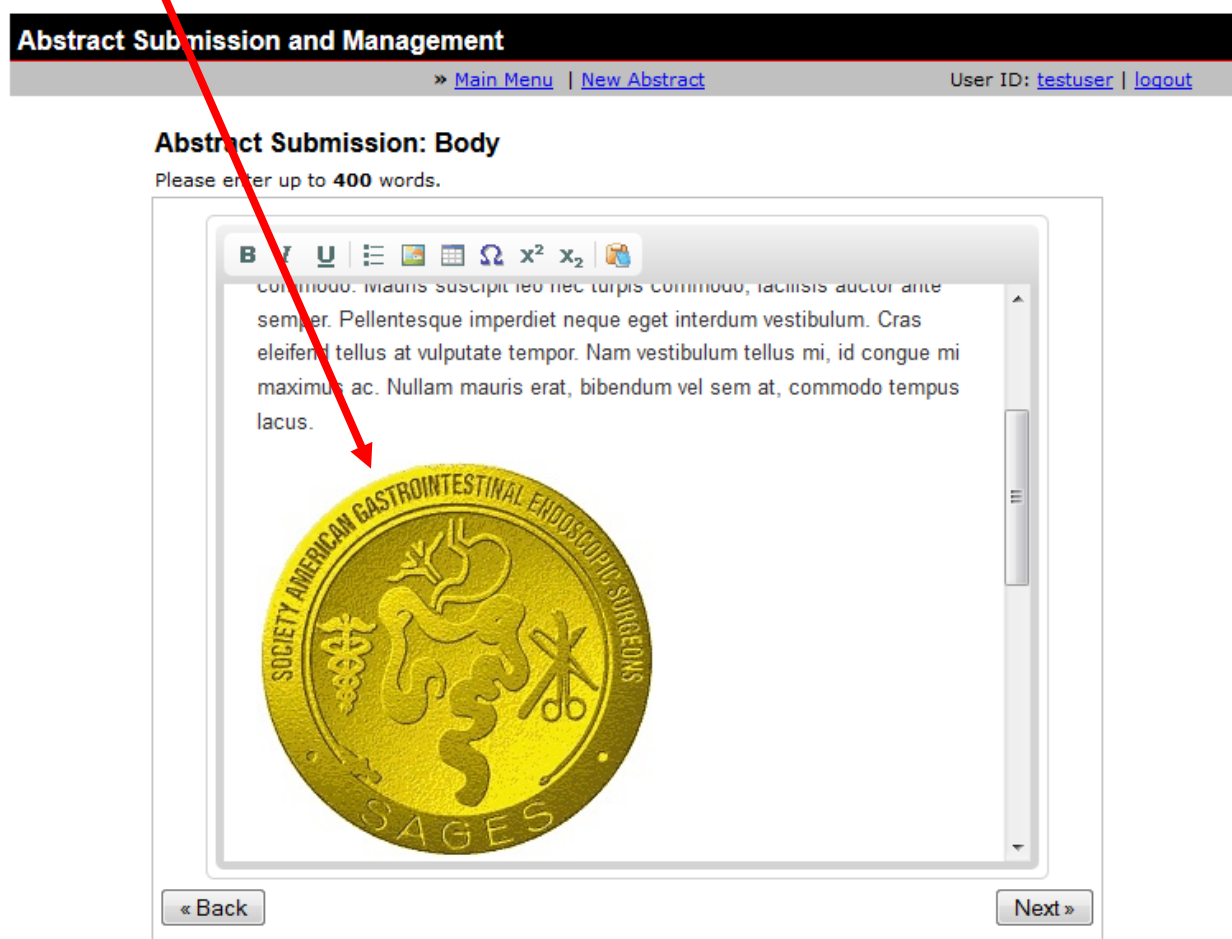 Abstract Submission and Management
» Main Menu | New Abstract User ID: testuser | logout
Abstract Submission: Body
Please enter up to 400 words.
B I U Ω x² x₂
commodo. Mauris suscipit leo nec turpis commodo, facilisis auctor ante
semper. Pellentesque imperdiet neque eget interdum vestibulum. Cras
eleifend tellus at vulputate tempor. Nam vestibulum tellus mi, id congue mi
maximus ac. Nullam mauris erat, bibendum vel sem at, commodo tempus
lacus.
SOCIETY AMERICAN GASTROINTESTINAL ENDOSCOPIC SURGEONS
SAGES
« Back Next »